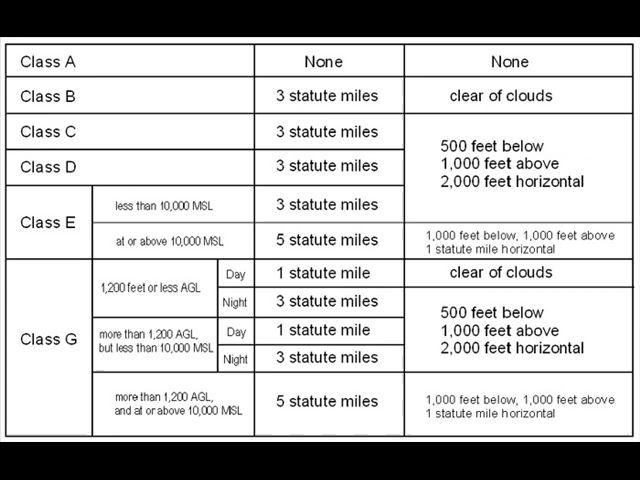 Class A None None
Class B 3 statute miles clear of clouds
Class C 3 statute miles
500 feet below
1,000 feet above
2,000 feet horizontal
Class D 3 statute miles
Class E
less than 10,000 MSL 3 statute miles
at or above 10,000 MSL 5 statute miles
1,000 feet below, 1,000 feet above
1 statute mile horizontal
Class G
1,200 feet or less AGL
Day 1 statute mile clear of clouds
Night 3 statute miles
500 feet below
1,000 feet above
2,000 feet horizontal
more than 1,200 AGL,
but less than 10,000 MSL
Day 1 statute mile
Night 3 statute miles
more than 1,200 AGL,
and at or above 10,000 MSL
5 statute miles
1,000 feet below, 1,000 feet above
1 statute mile horizontal